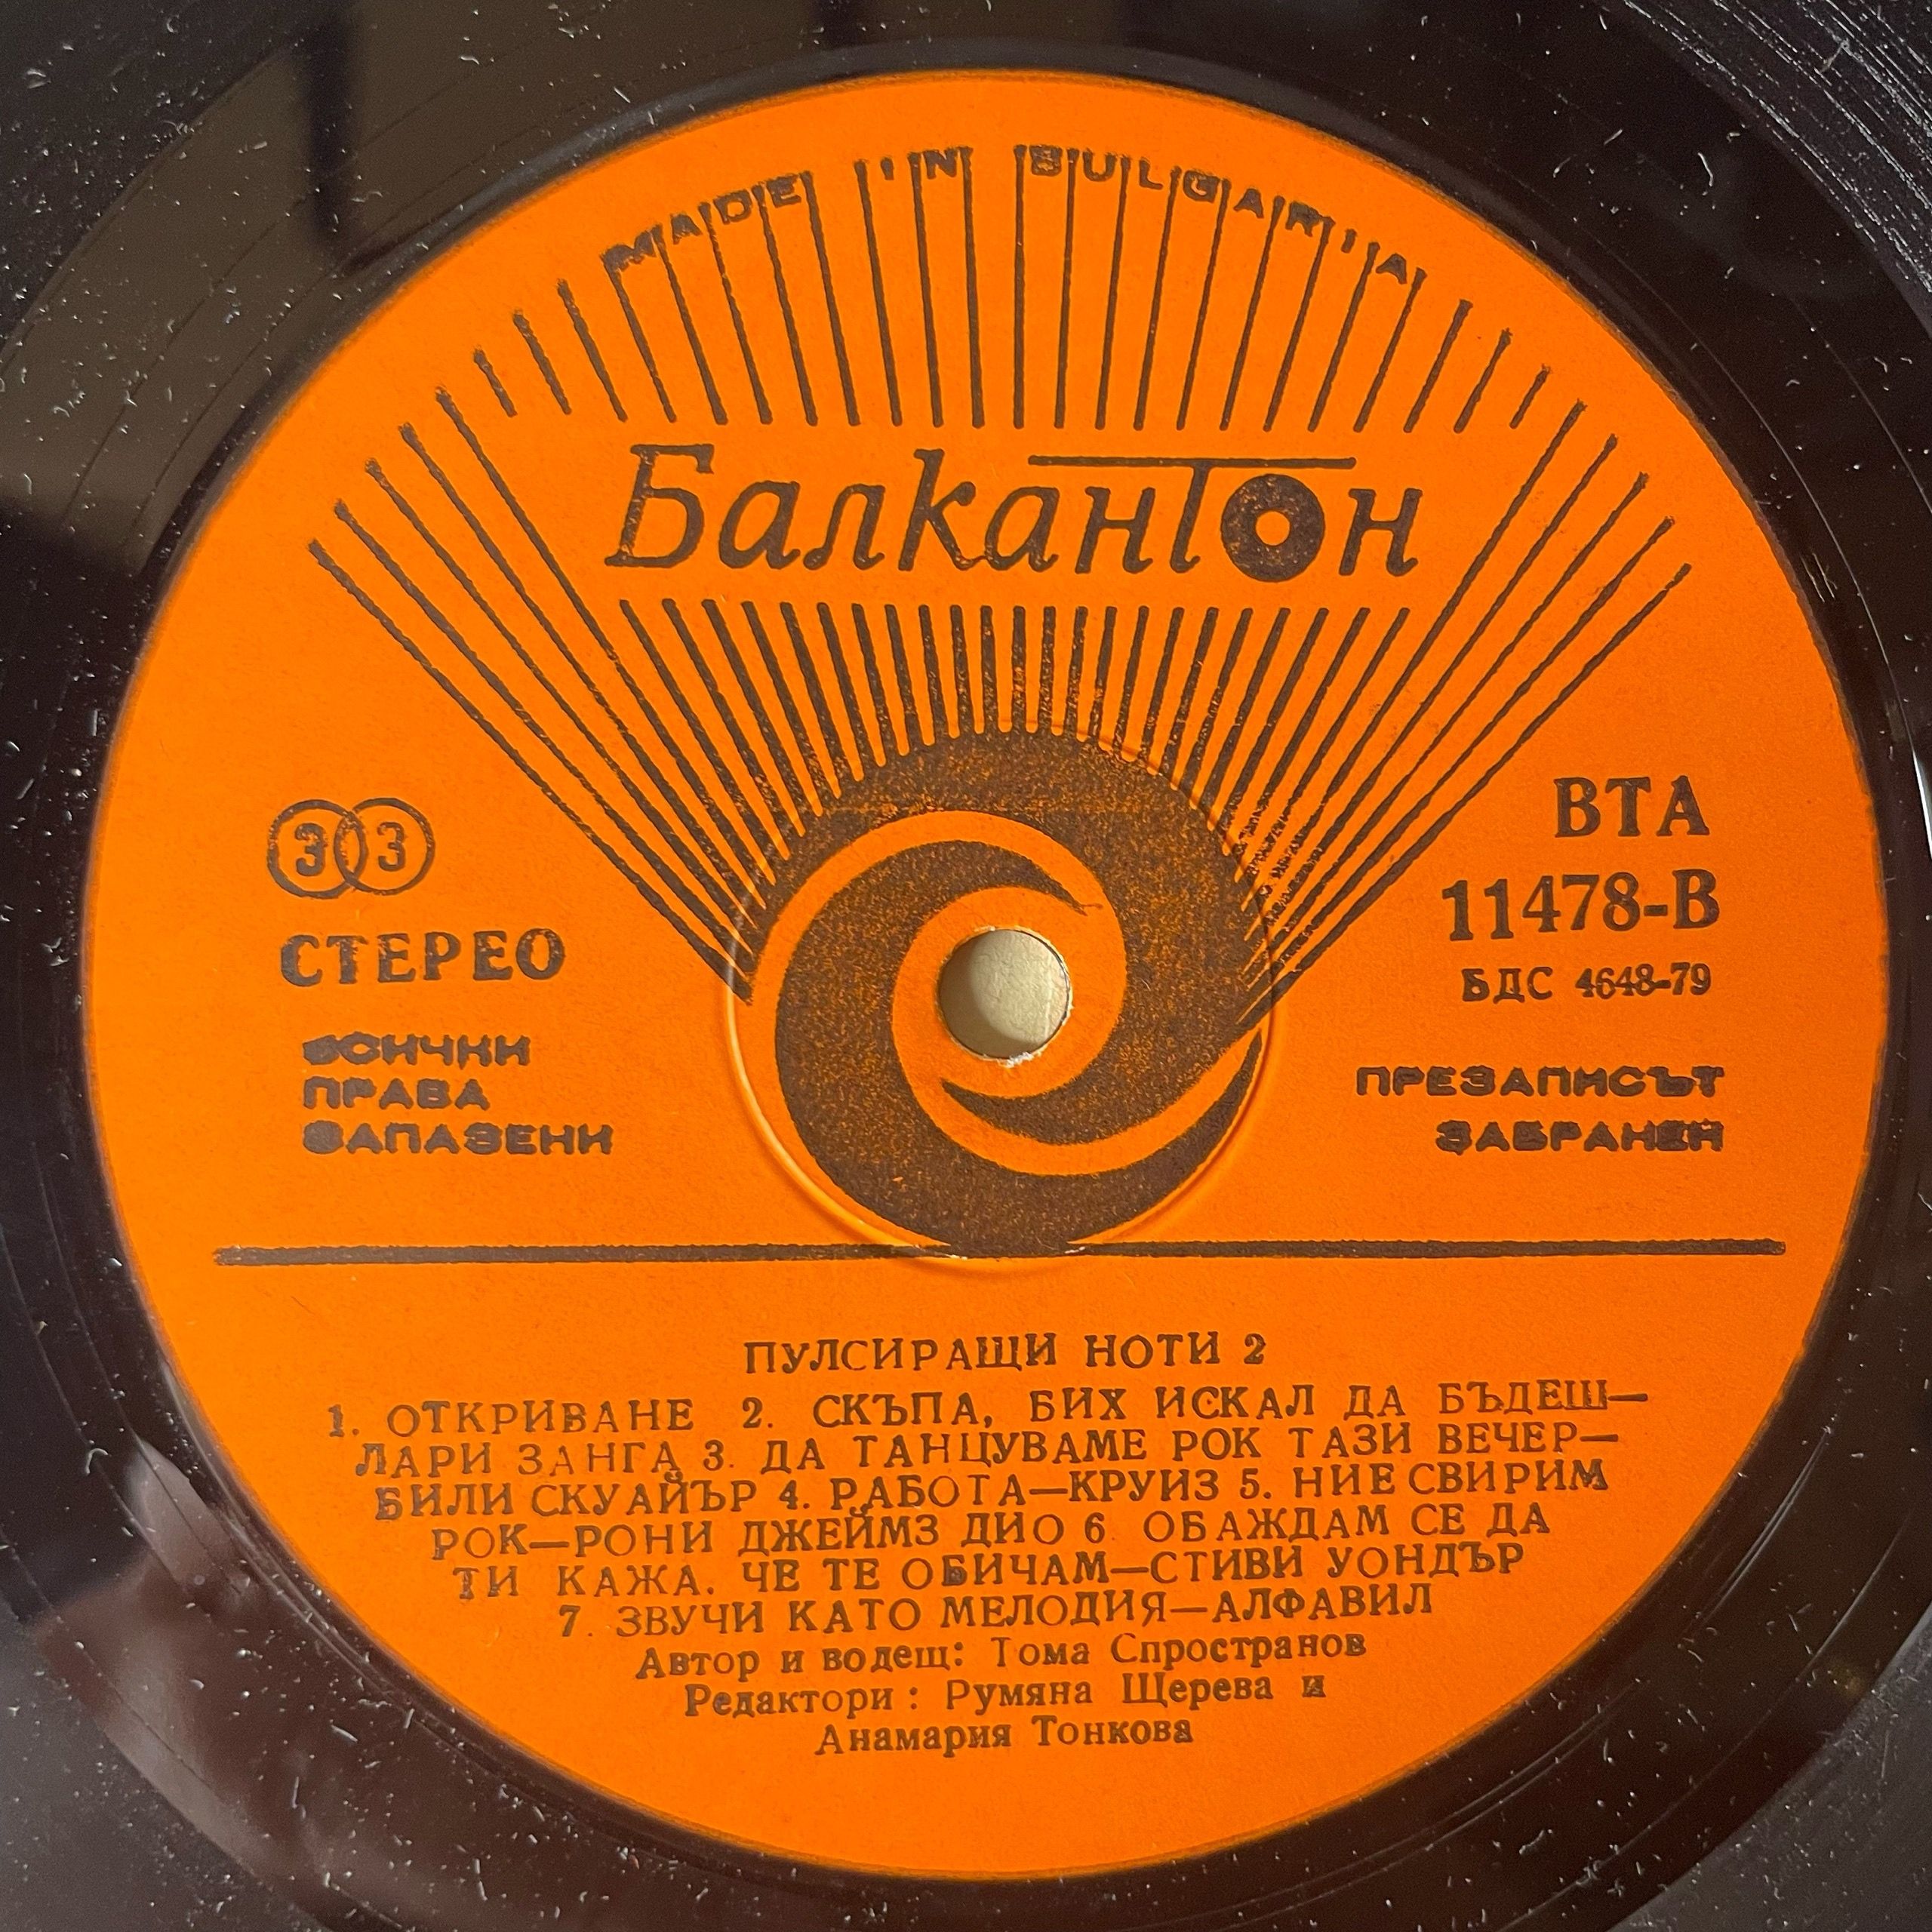 MADE IN BULGARIA
Балкантон
33
СТЕРЕО
ВСИЧКИ
ПРАВА
ЗАПАЗЕНИ
ВТА
11478-В
БДС 4648-79
ПРЕЗАПИСЪТ
ЗАБРАНЕН
ПУЛСИРАЩИ НОТИ 2
1. ОТКРИВАНЕ 2. СКЪПА, БИХ ИСКАЛ ДА БЪДЕШ—
ЛАРИ ЗАНГА 3. ДА ТАНЦУВАМЕ РОК ТАЗИ ВЕЧЕР—
БИЛИ СКУАЙЪР 4. РАБОТА—КРУИЗ 5. НИЕ СВИРИМ
РОК—РОНИ ДЖЕЙМЗ ДИО 6. ОБАЖДАМ СЕ ДА
ТИ КАЖА. ЧЕ ТЕ ОБИЧАМ—СТИВИ УОНДЪР
7. ЗВУЧИ КАТО МЕЛОДИЯ—АЛФАВИЛ
Автор и водещ: Тома Спространов
Редактори: Румяна Щерева и
Анамария Тонкова